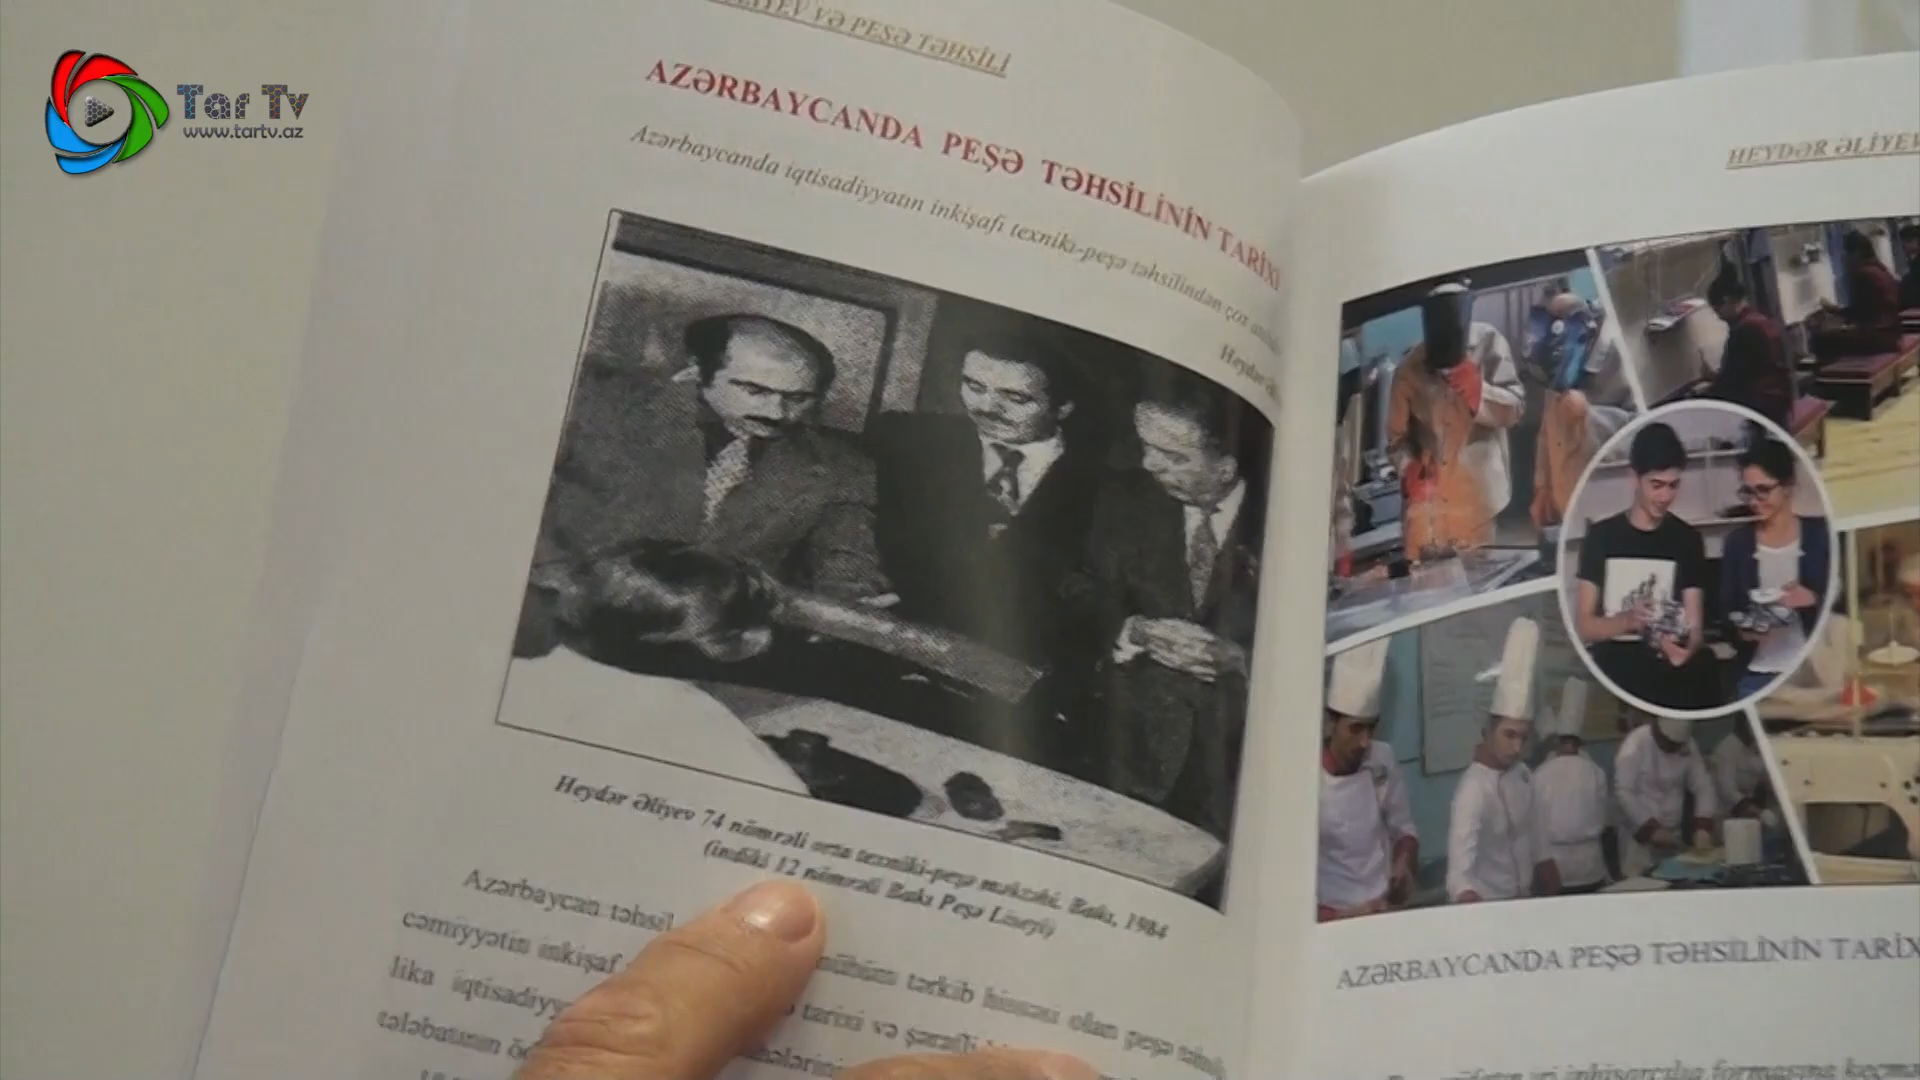 Tar Tv
www.tartv.az
VƏ PEŞƏ TƏHSİLİ
AZƏRBAYCANDA PEŞƏ TƏHSİLİNİN TARİXİ
Azərbaycanda iqtisadiyyatın inkişafı texniki-peşə təhsilindən çox
Heydər
Heydər Əliyev 74 nömrəli orta texniki-peşə məktəbi. Bakı, 1984
(indiki 12 nömrəli Bakı Peşə Liseyi)
Azərbaycan təhsil
cəmiyyətin inkişaf mühüm tərkib hissəsi olan peşə
lika tarixi və
tələbatının
HEYDƏR ƏLİYEV
AZƏRBAYCANDA PEŞƏ TƏHSİLİNİN TARİX
inhisarçılıq formasına